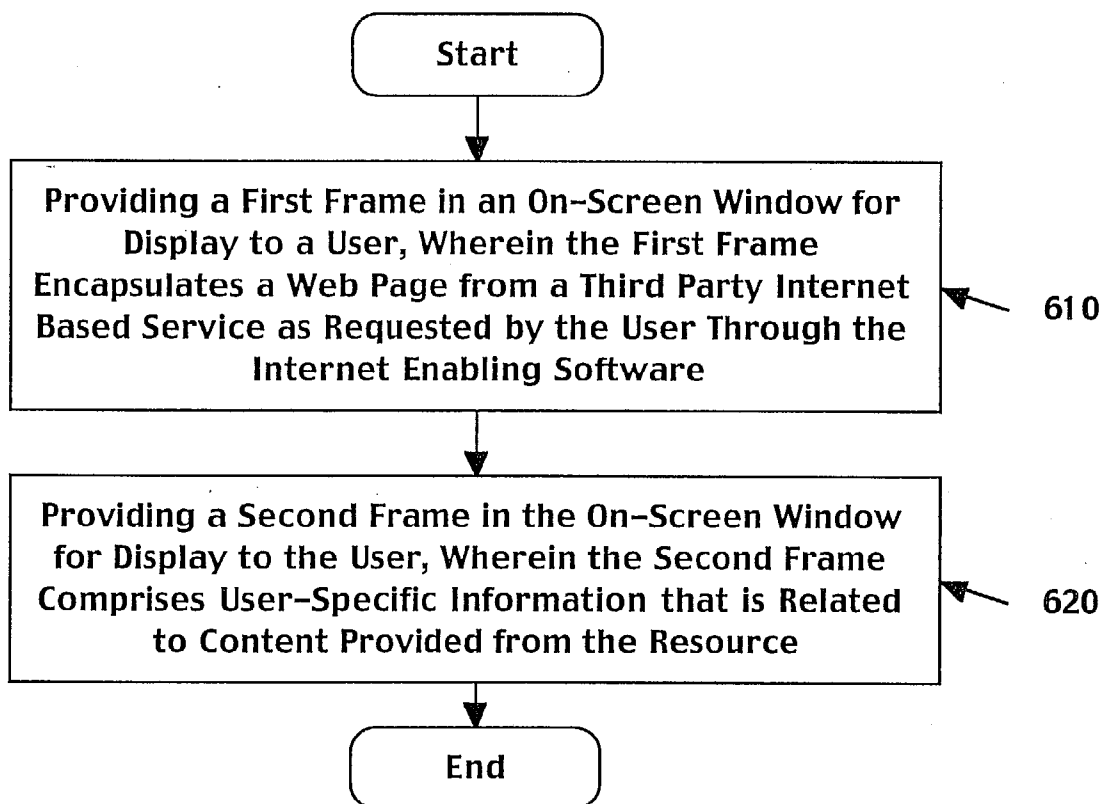 Start
Providing a First Frame in an On-Screen Window for
Display to a User, Wherein the First Frame
Encapsulates a Web Page from a Third Party Internet
Based Service as Requested by the User Through the
Internet Enabling Software
610
Providing a Second Frame in the On-Screen Window
for Display to the User, Wherein the Second Frame
Comprises User-Specific Information that is Related
to Content Provided from the Resource
620
End